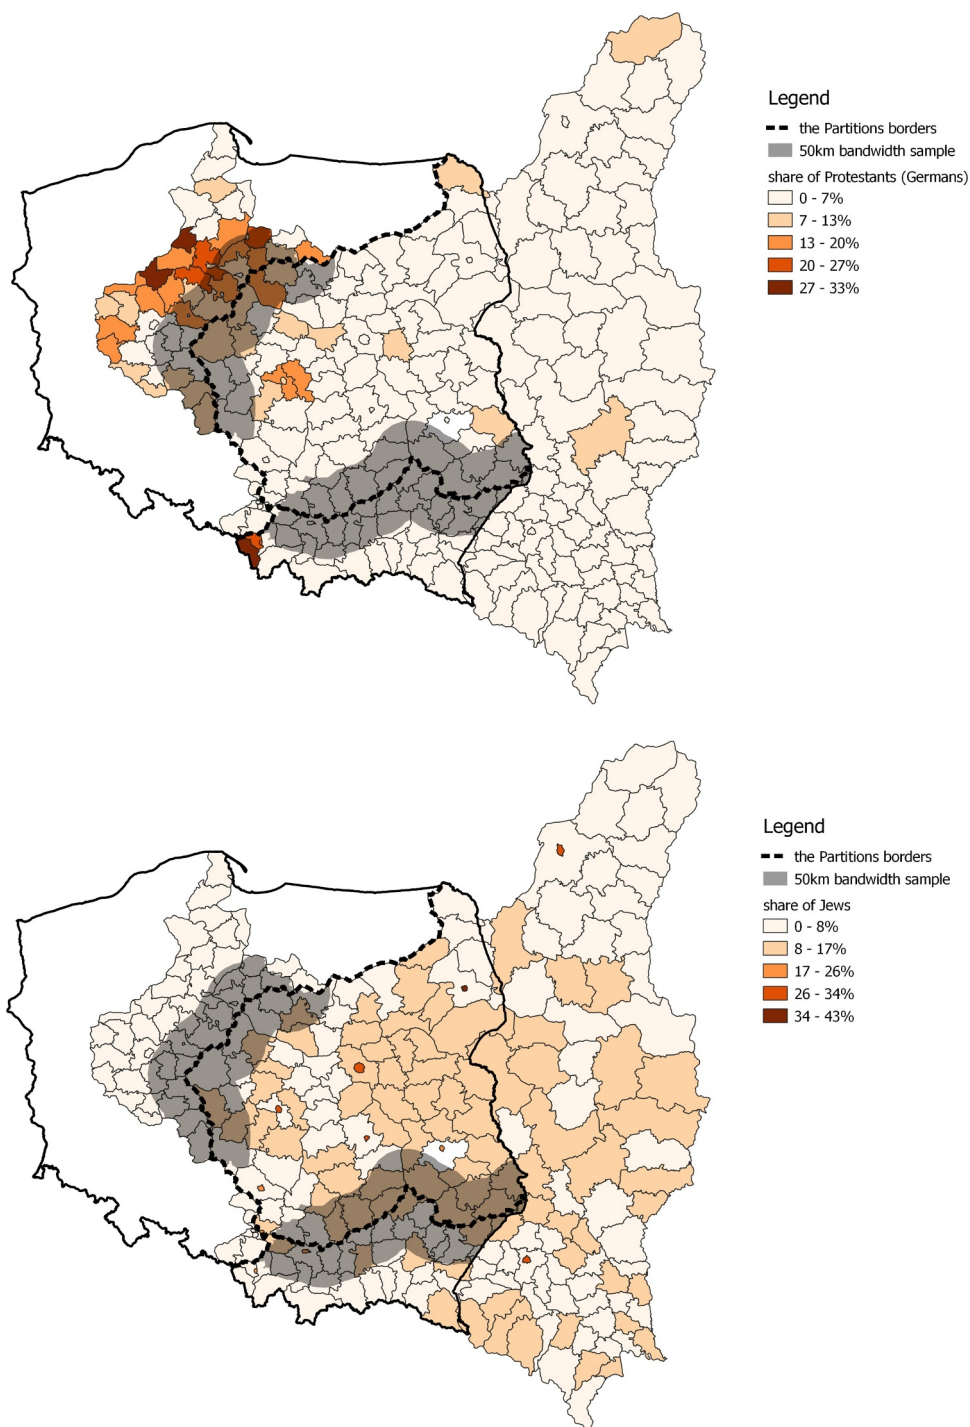 Legend
the Partitions borders
50km bandwidth sample
share of Protestants (Germans)
0 - 7%
7 - 13%
13 - 20%
20 - 27%
27 - 33%
Legend
the Partitions borders
50km bandwidth sample
share of Jews
0 - 8%
8 - 17%
17 - 26%
26 - 34%
34 - 43%